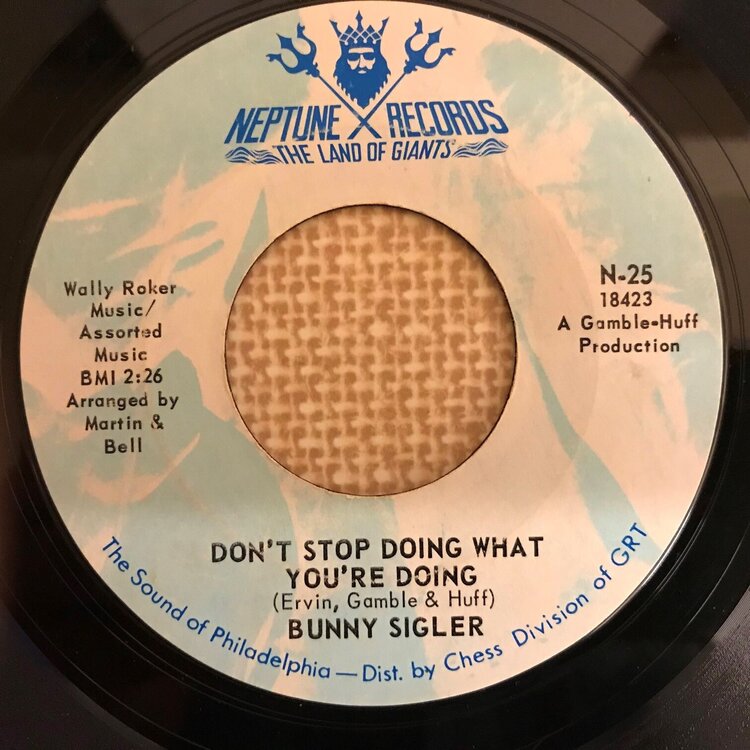 NEPTUNE RECORDS
"THE LAND OF GIANTS"
Wally Roker
Music/
Assorted
Music
BMI 2:26
Arranged by
Martin &
Bell
N-25
18423
A Gamble-Huff
Production
DON'T STOP DOING WHAT
YOU'RE DOING
(Ervin, Gamble & Huff)
BUNNY SIGLER
The Sound of Philadelphia — Dist. by Chess Division of GRT